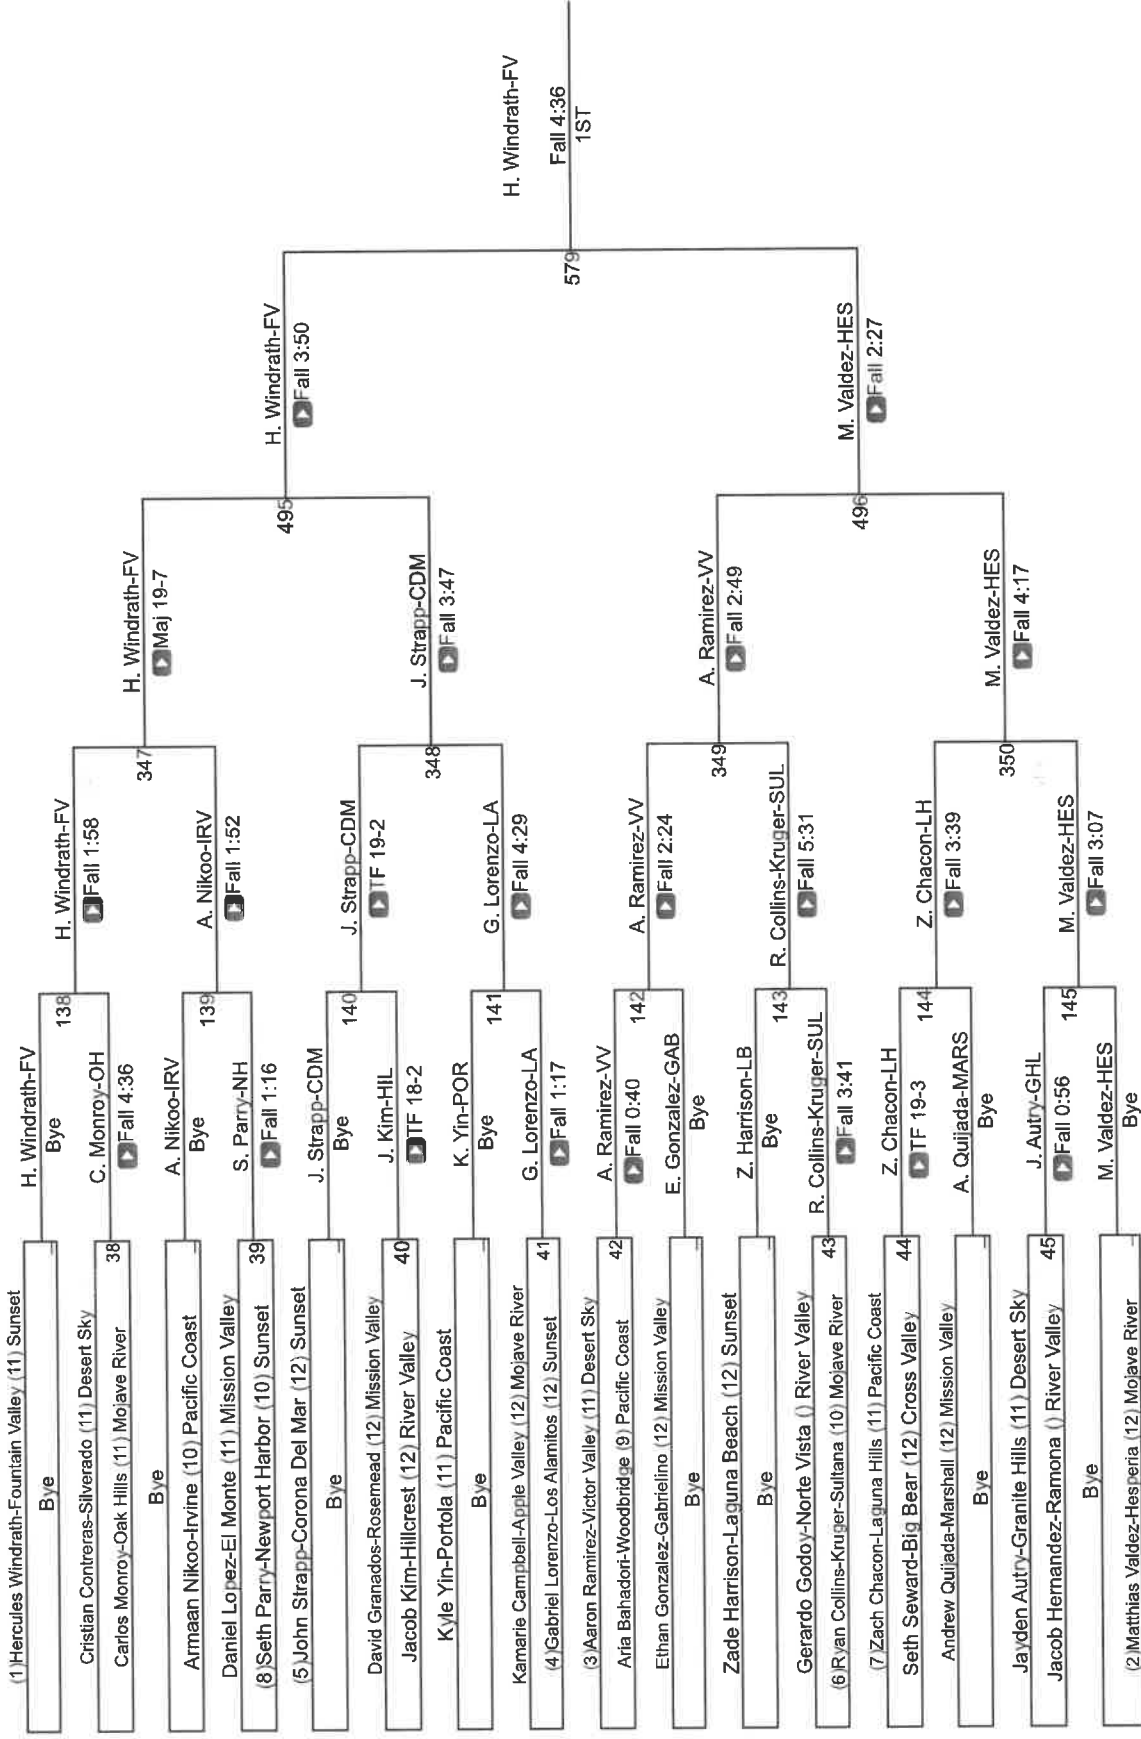 (1)Hercules Windrath-Fountain Valley (11) Sunset
Bye
Cristian Contreras-Silverado (11) Desert Sky
38
Carlos Monroy-Oak Hills (11) Mojave River
Bye
Armaan Nikoo-Irvine (10) Pacific Coast
Daniel Lopez-El Monte (11) Mission Valley
39
(8)Seth Parry-Newport Harbor (10) Sunset
(5)John Strapp-Corona Del Mar (12) Sunset
Bye
David Granados-Rosemead (12) Mission Valley
40
Jacob Kim-Hillcrest (12) River Valley
Kyle Yin-Portola (11) Pacific Coast
Bye
Kamarie Campbell-Apple Valley (12) Mojave River
41
(4)Gabriel Lorenzo-Los Alamitos (12) Sunset
(3)Aaron Ramirez-Victor Valley (11) Desert Sky
42
Aria Bahadori-Woodbridge (9) Pacific Coast
Ethan Gonzalez-Gabrielino (12) Mission Valley
Bye
Zade Harrison-Laguna Beach (12) Sunset
Bye
Gerardo Godoy-Norte Vista () River Valley
43
(6)Ryan Collins-Kruger-Sultana (10) Mojave River
(7)Zach Chacon-Laguna Hills (11) Pacific Coast
44
Seth Seward-Big Bear (12) Cross Valley
Andrew Quijada-Marshall (12) Mission Valley
Bye
Jayden Autry-Granite Hills (11) Desert Sky
45
Jacob Hernandez-Ramona () River Valley
Bye
(2)Matthias Valdez-Hesperia (12) Mojave River
H. Windrath-FV
Bye
138
C. Monroy-OH
Fall 4:36
A. Nikoo-IRV
Bye
139
S. Parry-NH
Fall 1:16
J. Strapp-CDM
Bye
140
J. Kim-HIL
TF 18-2
K. Yin-POR
Bye
141
G. Lorenzo-LA
Fall 1:17
A. Ramirez-VV
Fall 0:40
142
E. Gonzalez-GAB
Bye
Z. Harrison-LB
Bye
143
R. Collins-Kruger-SUL
Fall 3:41
Z. Chacon-LH
TF 19-3
144
A. Quijada-MARS
Bye
J. Autry-GHL
Fall 0:56
145
M. Valdez-HES
Bye
H. Windrath-FV
Fall 1:58
347
A. Nikoo-IRV
Fall 1:52
J. Strapp-CDM
TF 19-2
348
G. Lorenzo-LA
Fall 4:29
A. Ramirez-VV
Fall 2:24
349
R. Collins-Kruger-SUL
Fall 5:31
Z. Chacon-LH
Fall 3:39
350
M. Valdez-HES
Fall 3:07
H. Windrath-FV
Maj 19-7
495
J. Strapp-CDM
Fall 3:47
A. Ramirez-VV
Fall 2:49
496
M. Valdez-HES
Fall 4:17
H. Windrath-FV
Fall 3:50
579
M. Valdez-HES
Fall 2:27
H. Windrath-FV
Fall 4:36
1ST